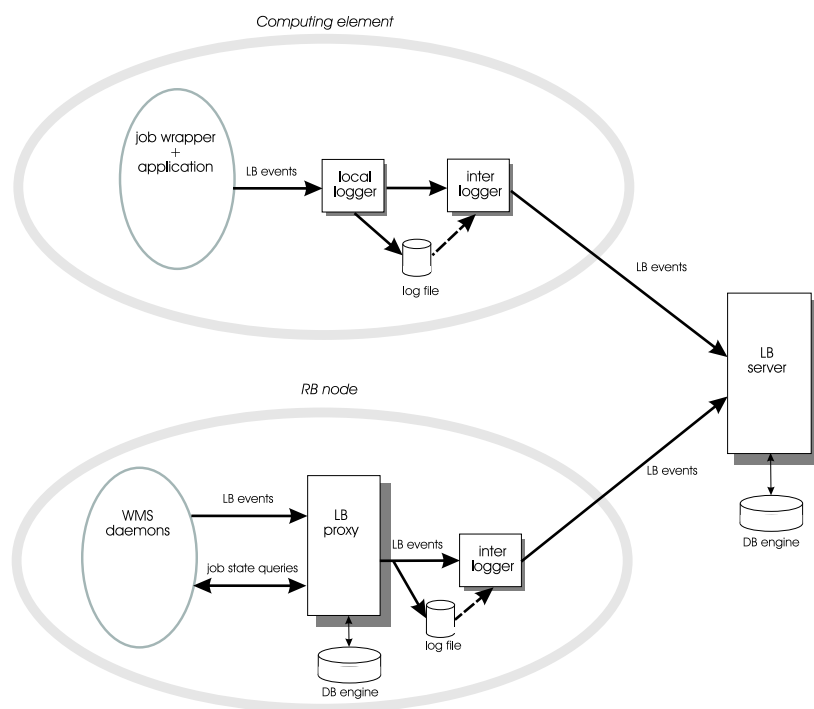 Computing element
job wrapper
+
application
LB events
local
logger
inter
logger
log file
LB events
LB
server
DB engine
RB node
WMS
daemons
LB events
job state queries
LB
proxy
LB events
inter
logger
log file
DB engine
LB events